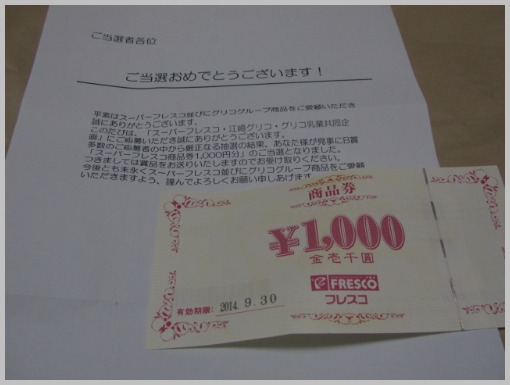 ご当選者各位
ご当選おめでとうございます！
平素はスーパーフレスコ並びにグリコグループ商品をご愛顧いただき
誠にありがとうございます。
このたびは、「スーパーフレスコ・江崎グリコ・グリコ乳業共同企
画」にご応募いただき誠にありがとうございます。
多数のご応募者の中から厳正なる抽選の結果、あなた様が見事にB賞
「スーパーフレスコ商品券1,000円分」のご当選となりました。
つきましては賞品をお送りいたしますのでお受け取りください。
今後とも末永くスーパーフレスコ並びにグリコグループ商品をご愛顧
いただきますよう、謹んでよろしくお願い申しあげます
商品券
¥1,000
金壱千圓
FRESCO
フレスコ
有効期限: 2014.9.30